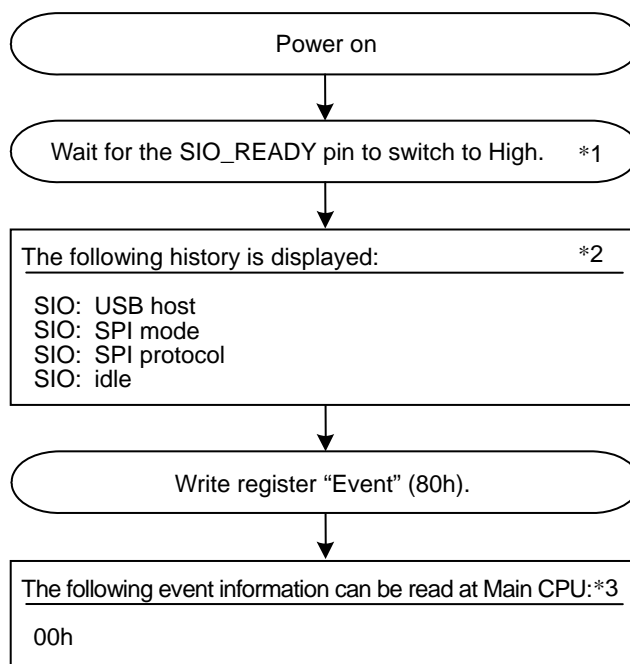 Power on
Wait for the SIO_READY pin to switch to High. *1
The following history is displayed: *2
SIO: USB host
SIO: SPI mode
SIO: SPI protocol
SIO: idle
Write register “Event” (80h).
The following event information can be read at Main CPU:*3
00h